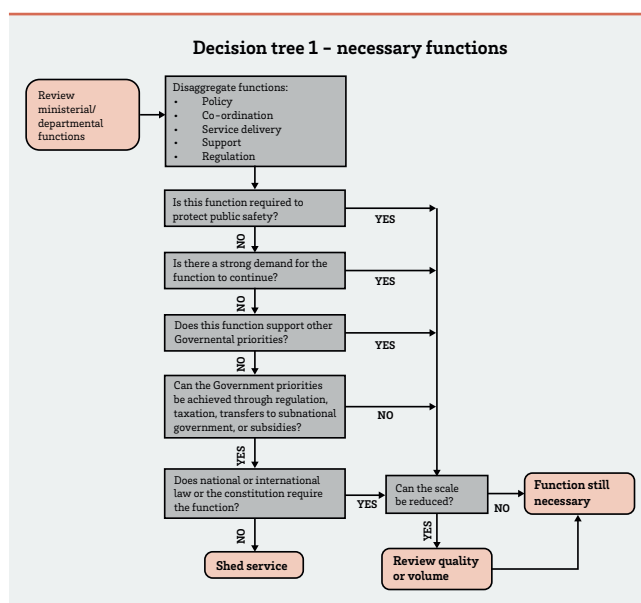 Decision tree 1 – necessary functions
Review
ministerial/
departmental
functions
Disaggregate functions:
• Policy
• Co-ordination
• Service delivery
• Support
• Regulation
Is this function required to
protect public safety?
YES
NO
Is there a strong demand for the
function to continue?
YES
NO
Does this function support other
Governental priorities?
YES
NO
Can the Government priorities
be achieved through regulation,
taxation, transfers to subnational
government, or subsidies?
NO
YES
Does national or international
law or the constitution require
the function?
YES
NO
Can the scale
be reduced?
NO
YES
Function still
necessary
Shed service
Review quality
or volume